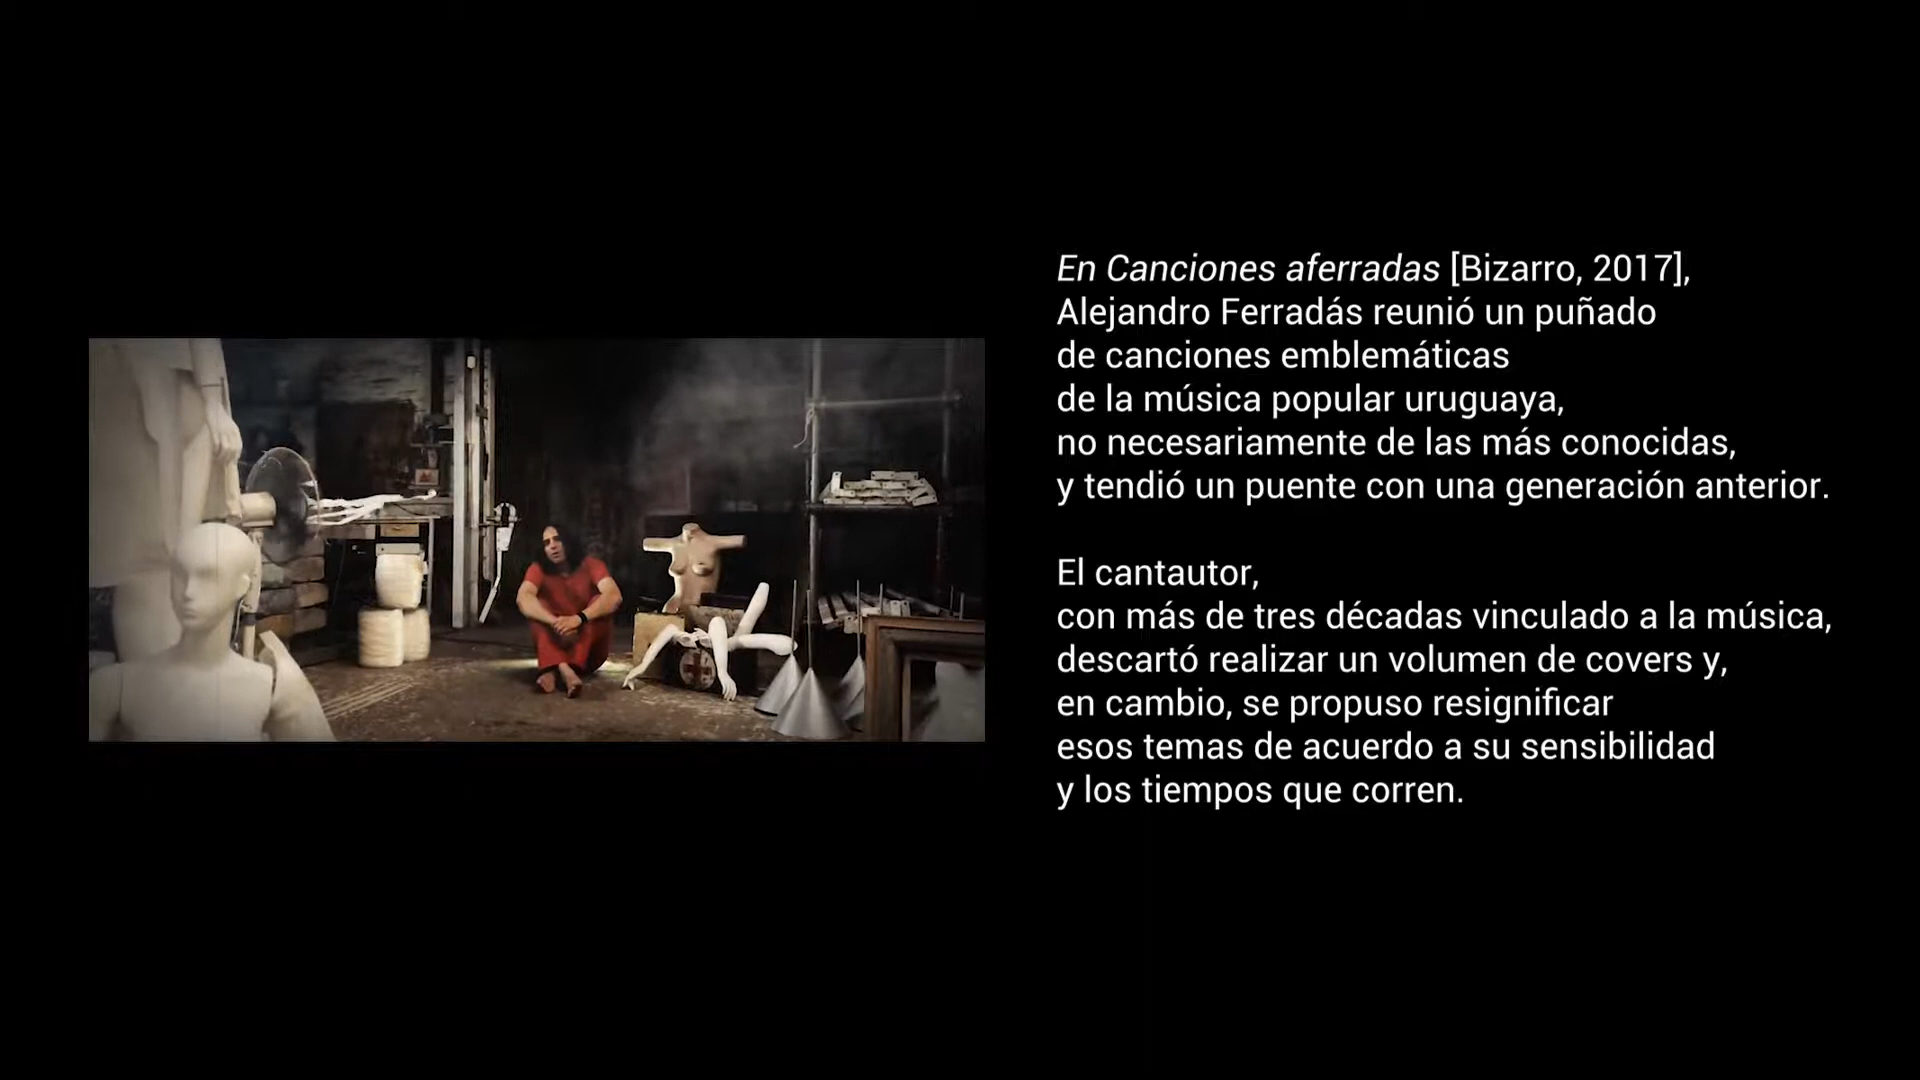 En Canciones aferradas [Bizarro, 2017],
Alejandro Ferradás reunió un puñado
de canciones emblemáticas
de la música popular uruguaya,
no necesariamente de las más conocidas,
y tendió un puente con una generación anterior.
El cantautor,
con más de tres décadas vinculado a la música,
descartó realizar un volumen de covers y,
en cambio, se propuso resignificar
esos temas de acuerdo a su sensibilidad
y los tiempos que corren.